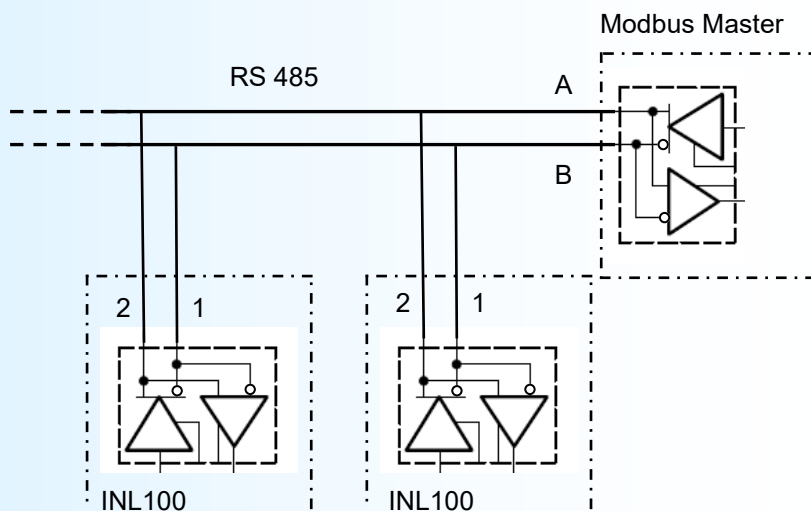 Modbus Master
RS 485
A
B
2 1
2 1
INL100
INL100